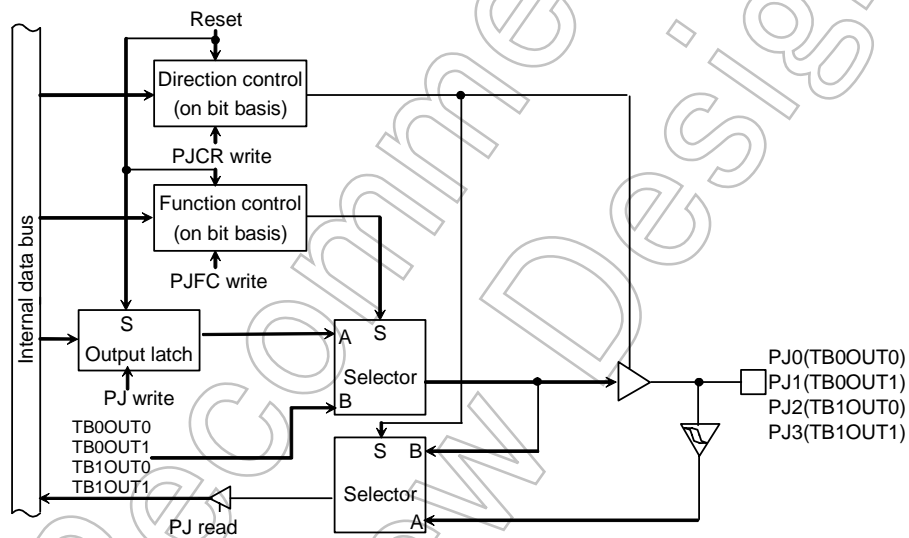 Reset
Direction control
(on bit basis)
PJCR write
Function control
(on bit basis)
PJFC write
Internal data bus
S
Output latch
PJ write
A
S
Selector
B
TB0OUT0
TB0OUT1
TB1OUT0
TB1OUT1
S
B
Selector
A
PJ read
PJ0(TB0OUT0)
PJ1(TB0OUT1)
PJ2(TB1OUT0)
PJ3(TB1OUT1)
Recomme
w Desig